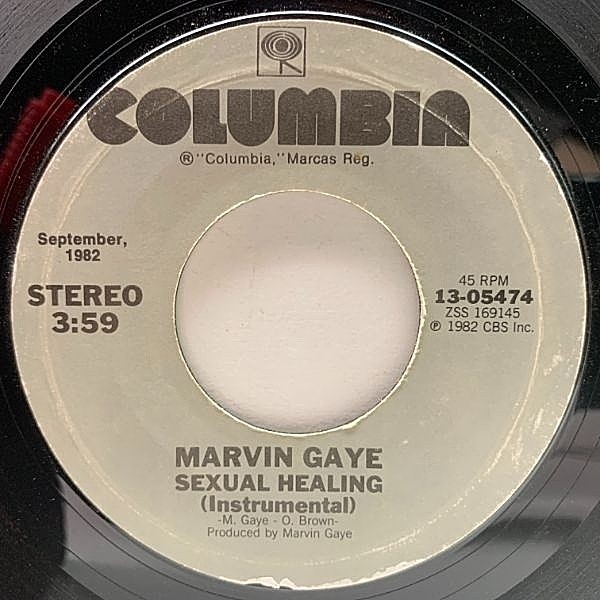 COLUMBIA
®"Columbia," Marcas Reg.
September,
1982
STEREO
3:59
45 RPM
13-05474
ZSS 169145
℗ 1982 CBS Inc.
MARVIN GAYE
SEXUAL HEALING
(Instrumental)
-M. Gaye - O. Brown-
Produced by Marvin Gaye